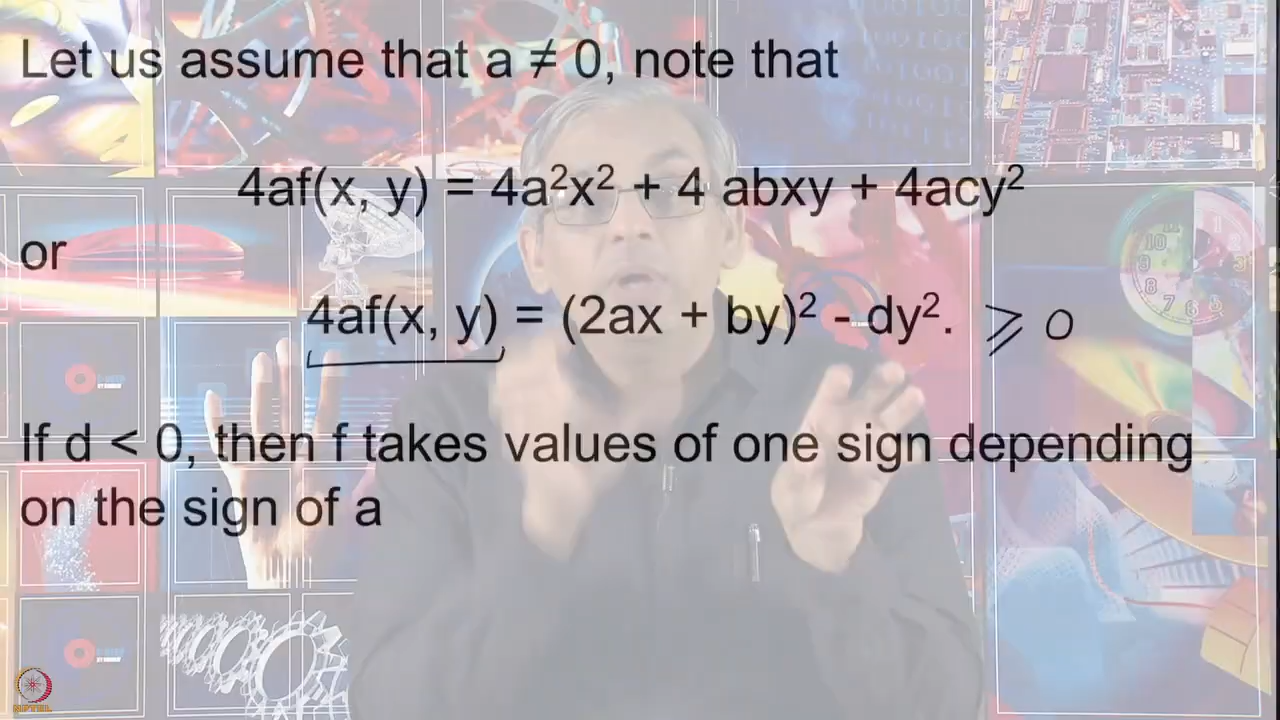 Let us assume that a ≠ 0, note that
4af(x, y) = 4a²x² + 4 abxy + 4acy²
or
4af(x, y) = (2ax + by)² - dy². ⩾ 0
If d < 0, then f takes values of one sign depending
on the sign of a
NPTEL